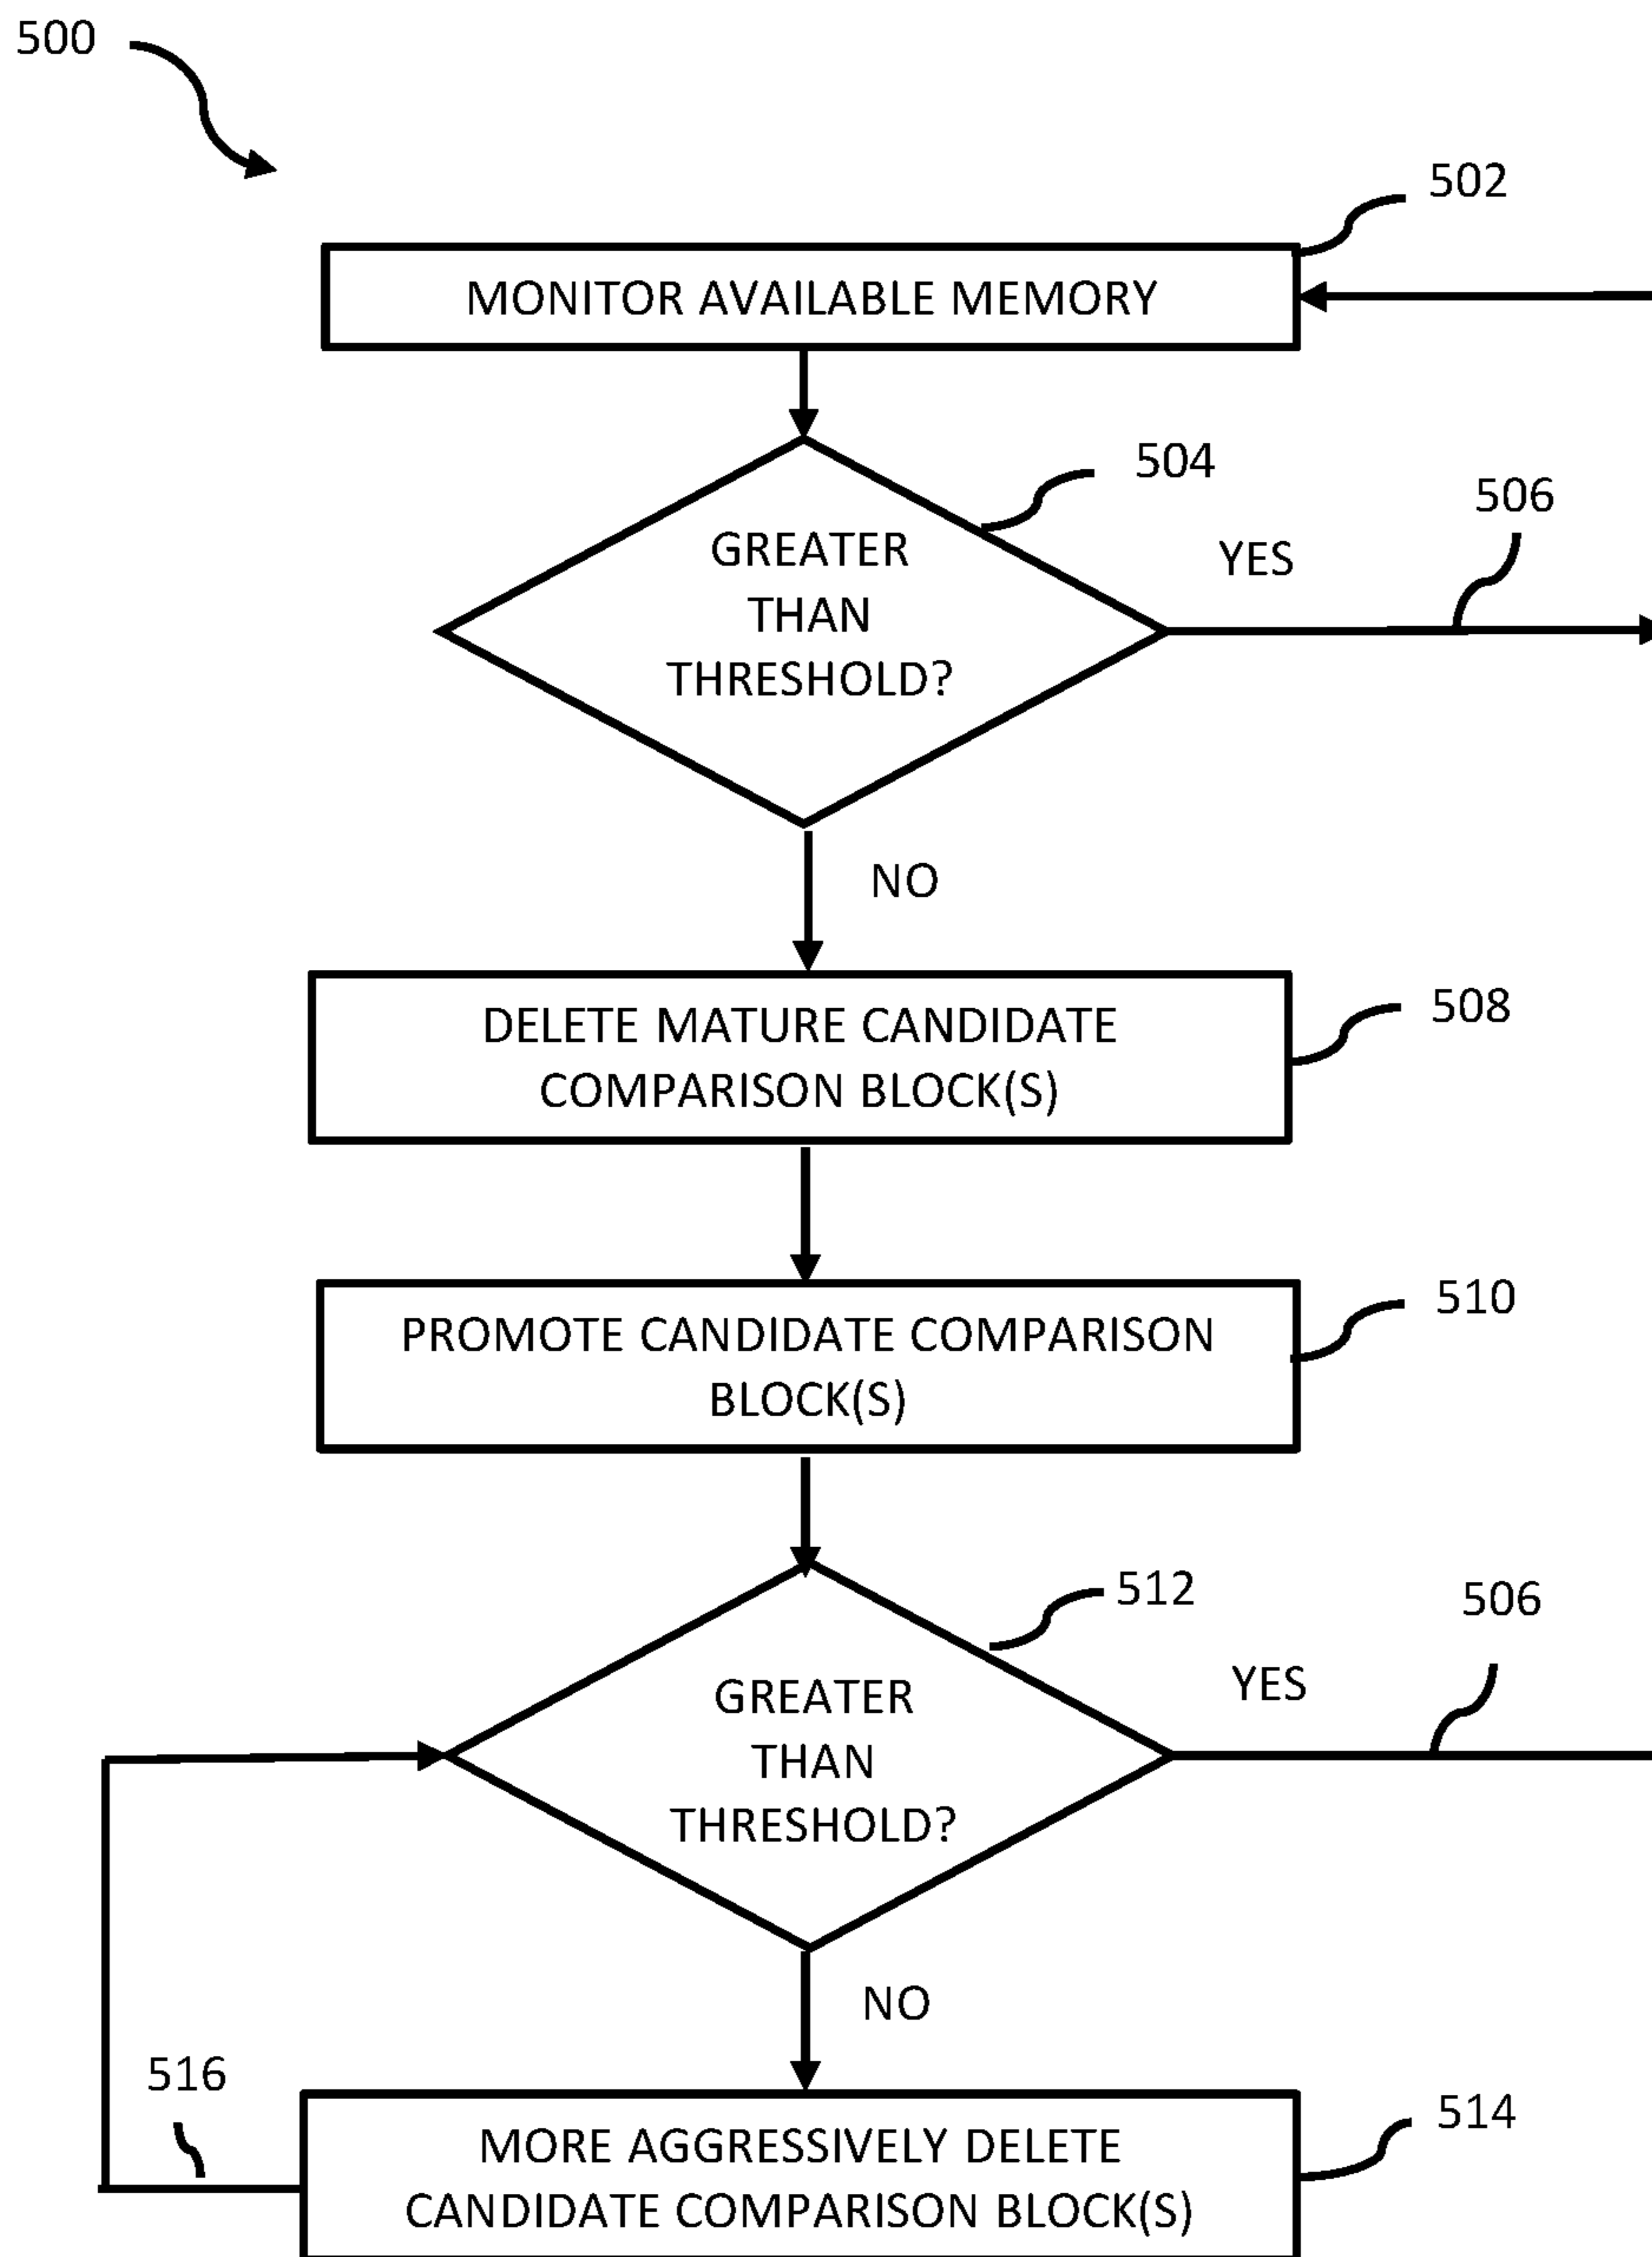 500
502
MONITOR AVAILABLE MEMORY
504
506
GREATER
YES
THAN
THRESHOLD?
NO
DELETE MATURE CANDIDATE
508
COMPARISON BLOCK(S)
510
PROMOTE CANDIDATE COMPARISON
BLOCK(S)
512
506
YES
GREATER
THAN
THRESHOLD?
NO
516
514
MORE AGGRESSIVELY DELETE
CANDIDATE COMPARISON BLOCK(S)